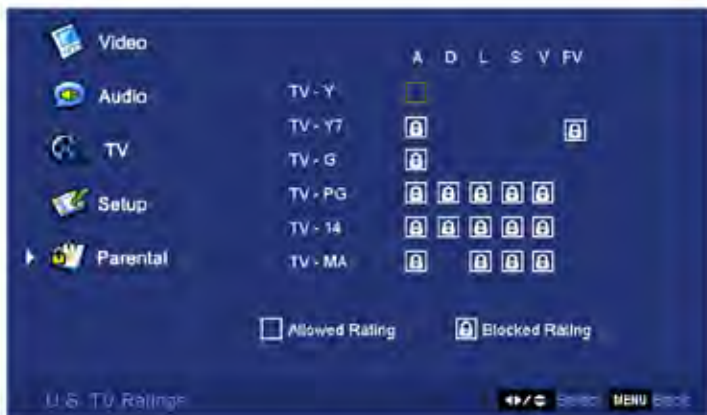 Video
A D L S V FV
Audio
TV - Y
TV - Y7
TV
TV - G
Setup
TV - PG
TV - 14
Parental
TV - MA
Allowed Rating
Blocked Rating
U.S. TV Ratings
Select MENU Back